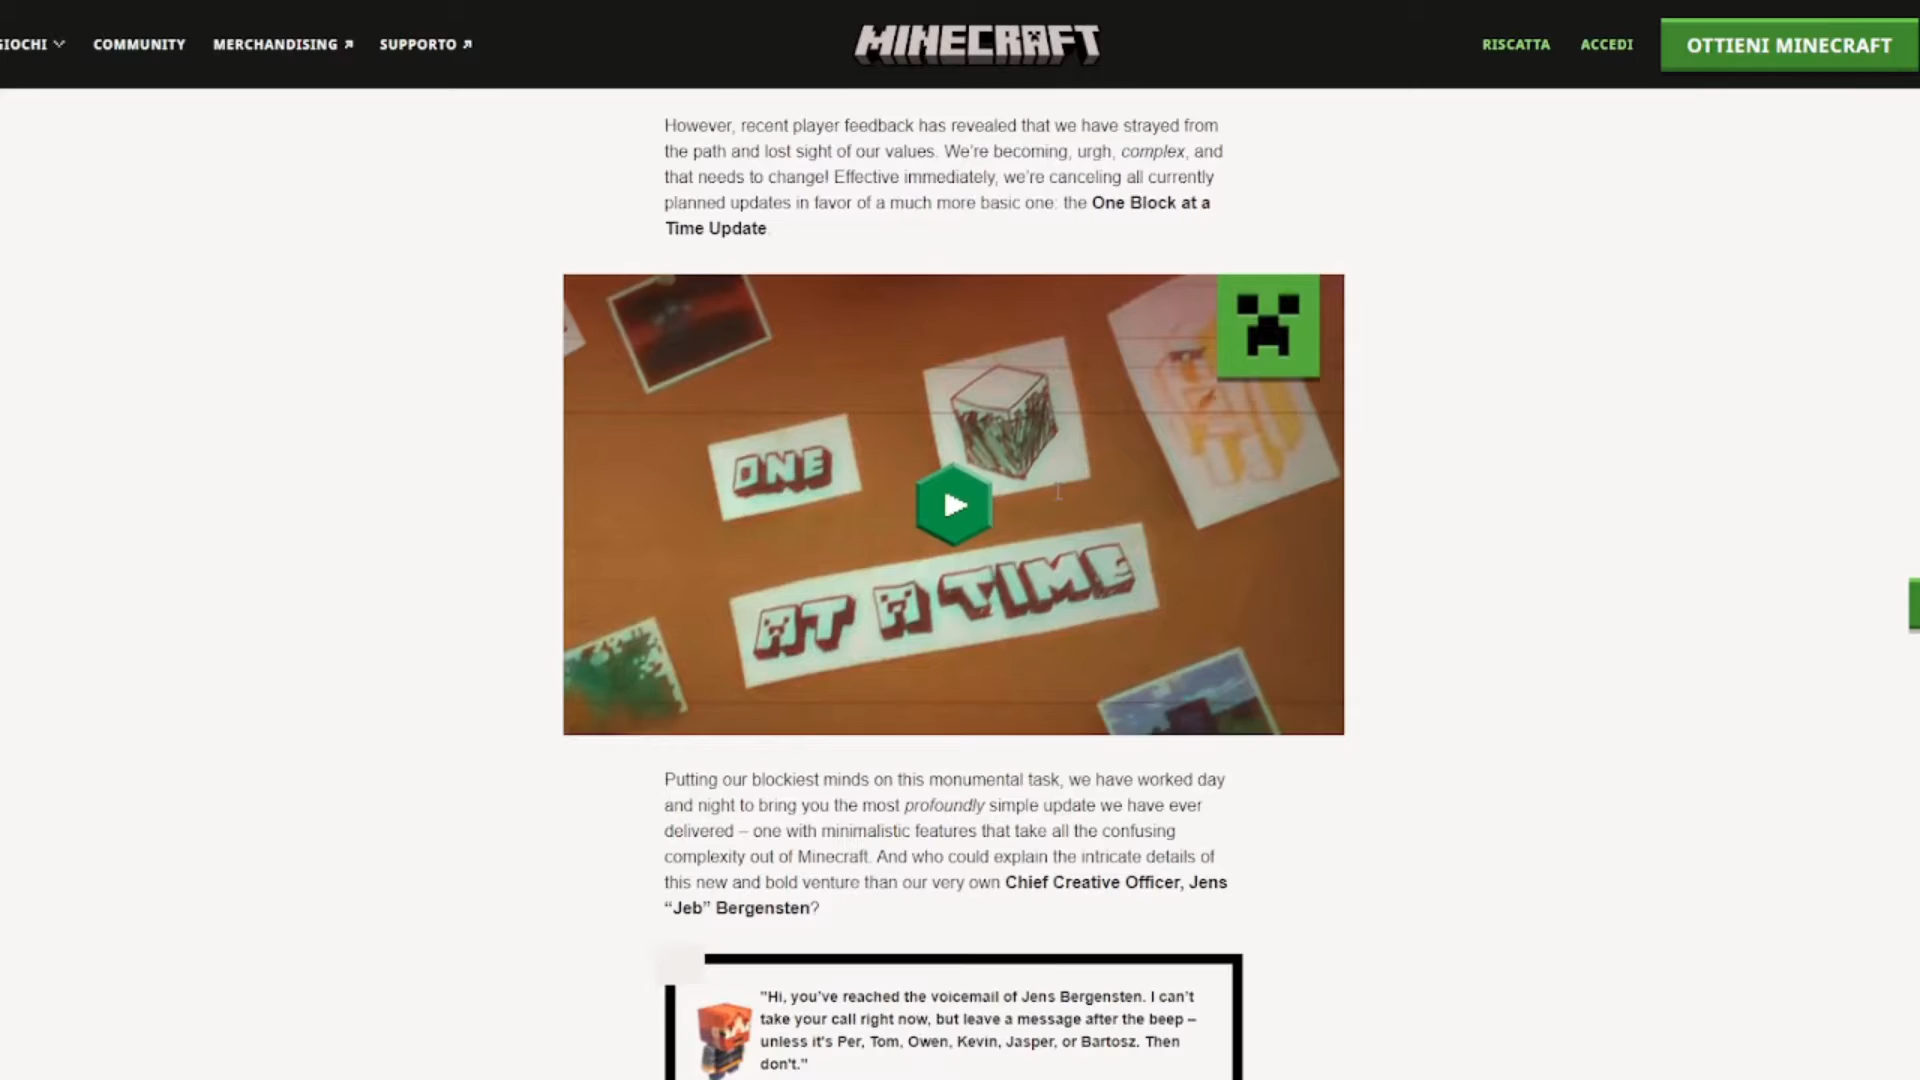 GIOCHI COMMUNITY MERCHANDISING SUPPORTO MINECRAFT RISCATTA ACCEDI OTTIENI MINECRAFT
However, recent player feedback has revealed that we have strayed from
the path and lost sight of our values. We're becoming, urgh, complex, and
that needs to change! Effective immediately, we're canceling all currently
planned updates in favor of a much more basic one: the One Block at a
Time Update
ONE
AT A TIME
Putting our blockiest minds on this monumental task, we have worked day
and night to bring you the most profoundly simple update we have ever
delivered – one with minimalistic features that take all the confusing
complexity out of Minecraft. And who could explain the intricate details of
this new and bold venture than our very own Chief Creative Officer, Jens
“Jeb” Bergensten?
"Hi, you've reached the voicemail of Jens Bergensten. I can't
take your call right now, but leave a message after the beep –
unless it's Per, Tom, Owen, Kevin, Jasper, or Bartosz. Then
don't."